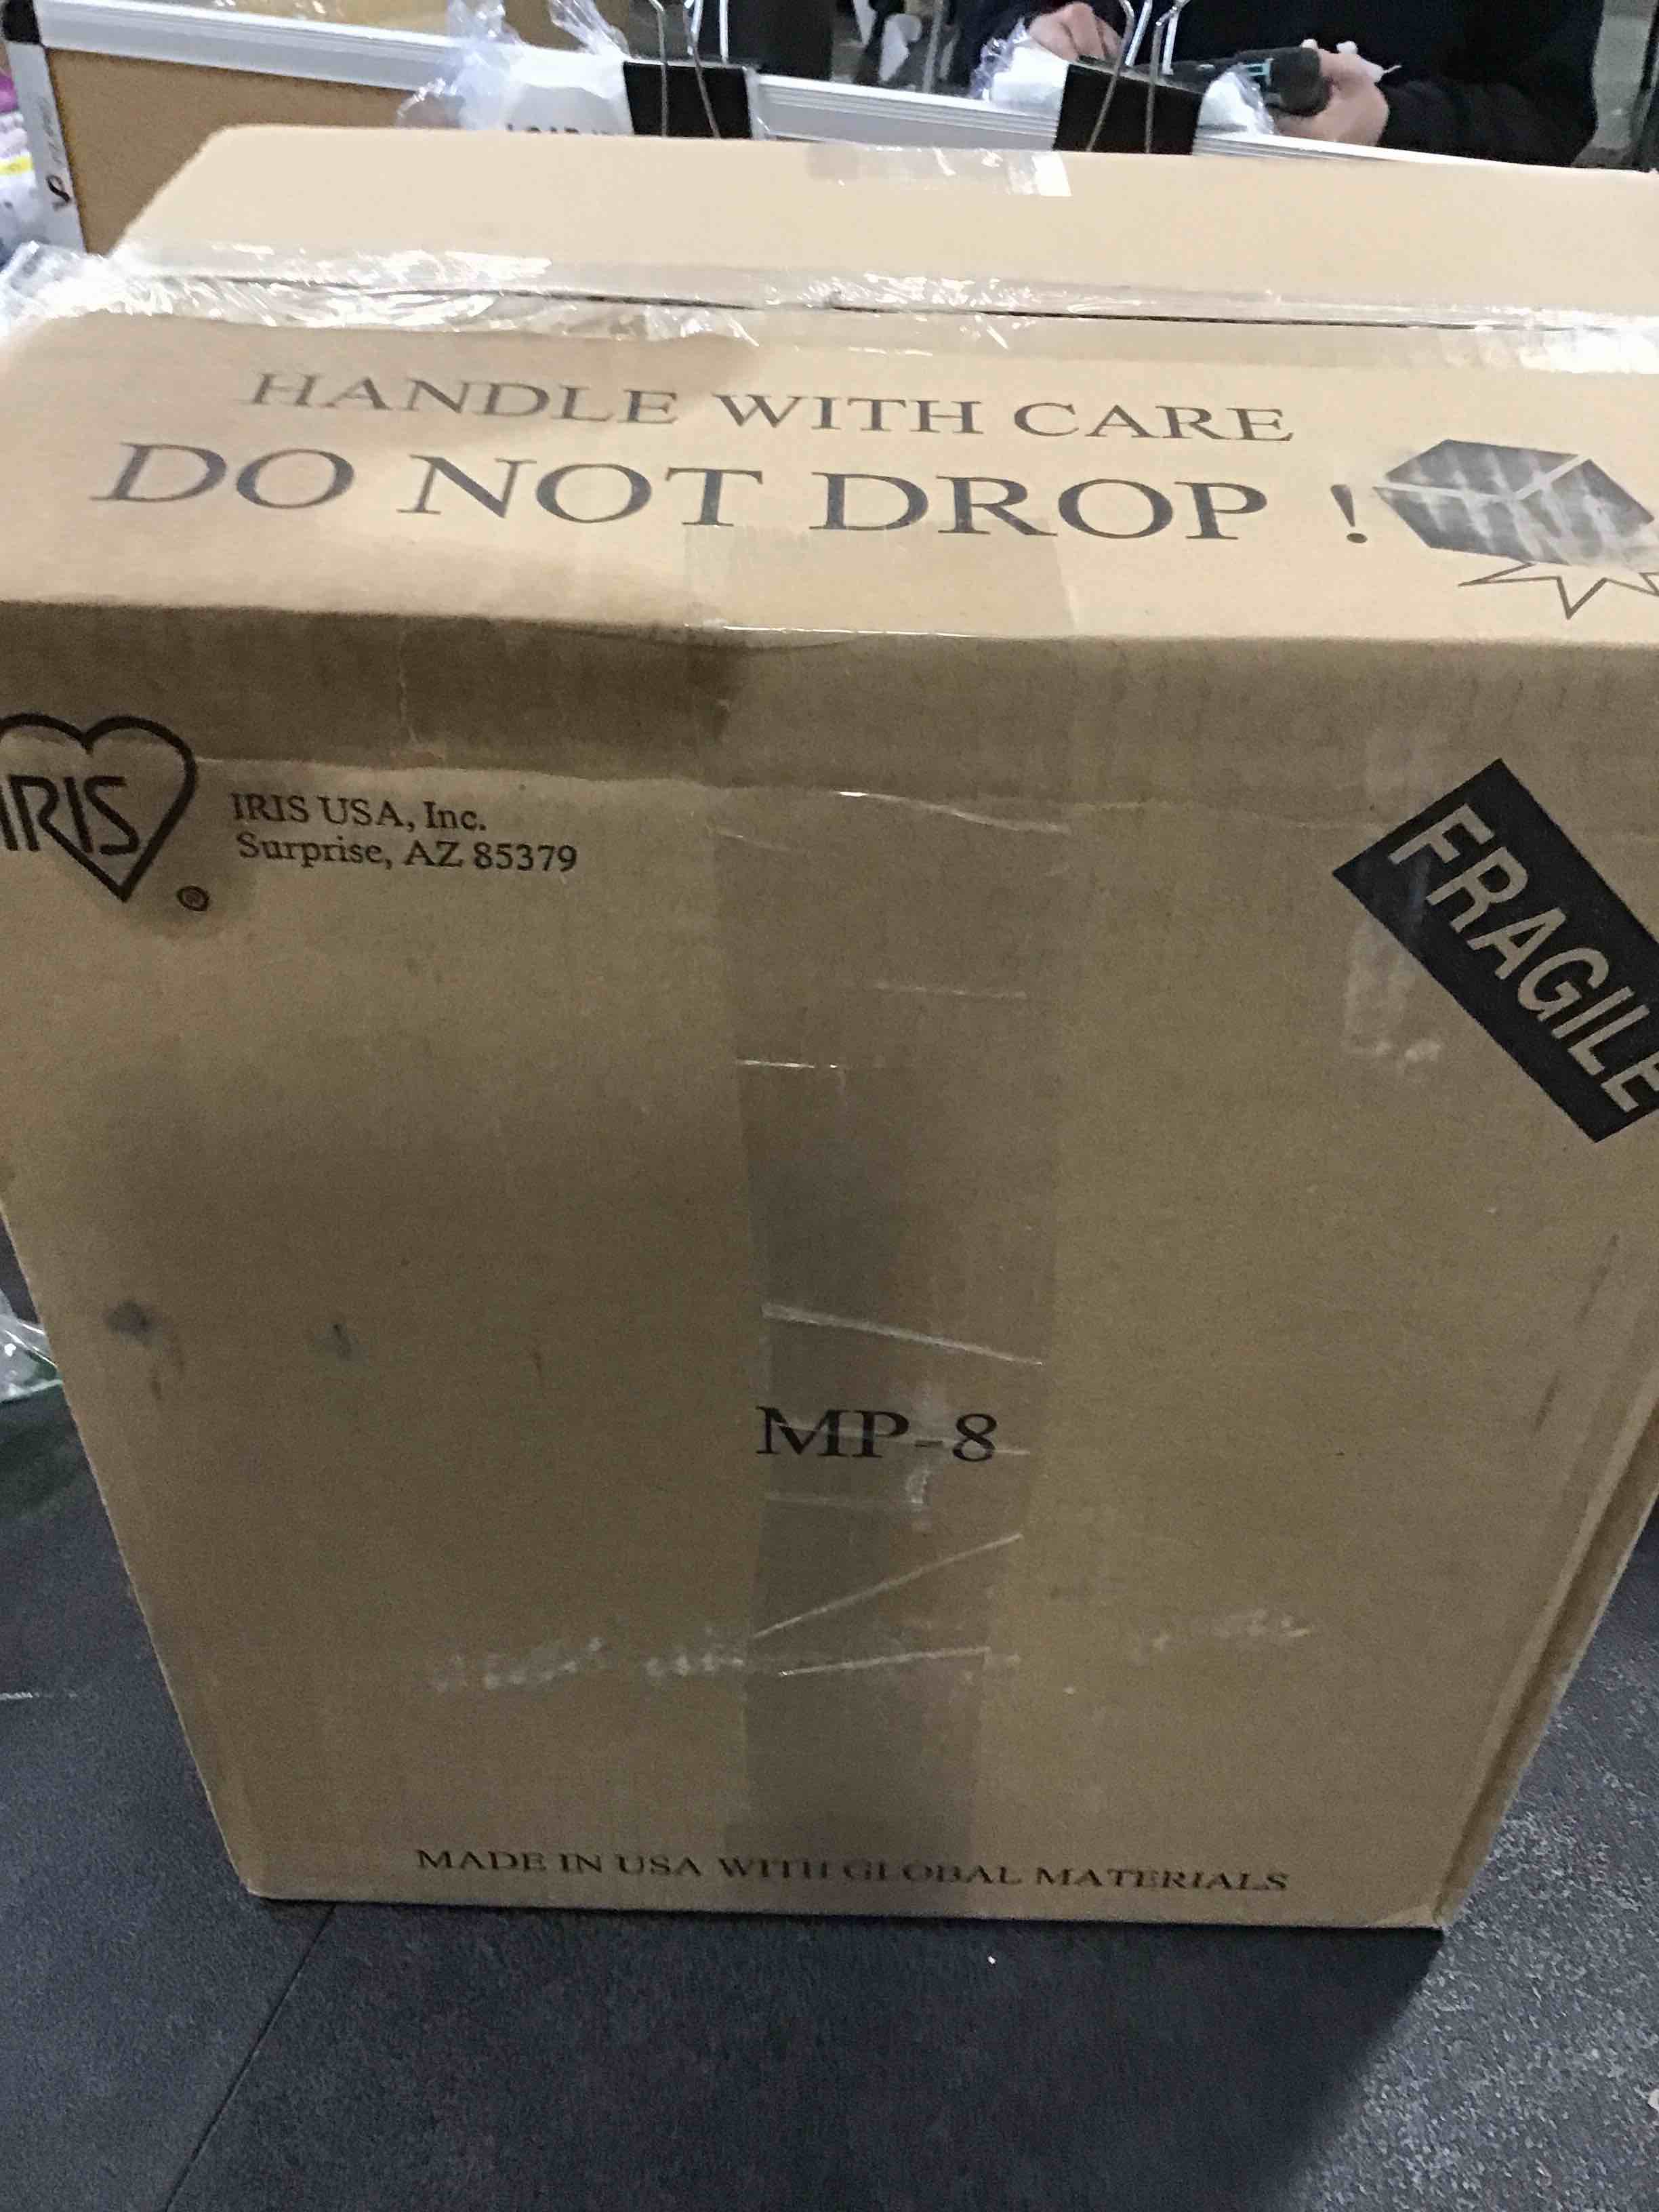 HANDLE WITH CARE
DO NOT DROP !
IRIS
®
IRIS USA, Inc.
Surprise, AZ 85379
FRAGILE
MP-8
MADE IN USA WITH GLOBAL MATERIALS